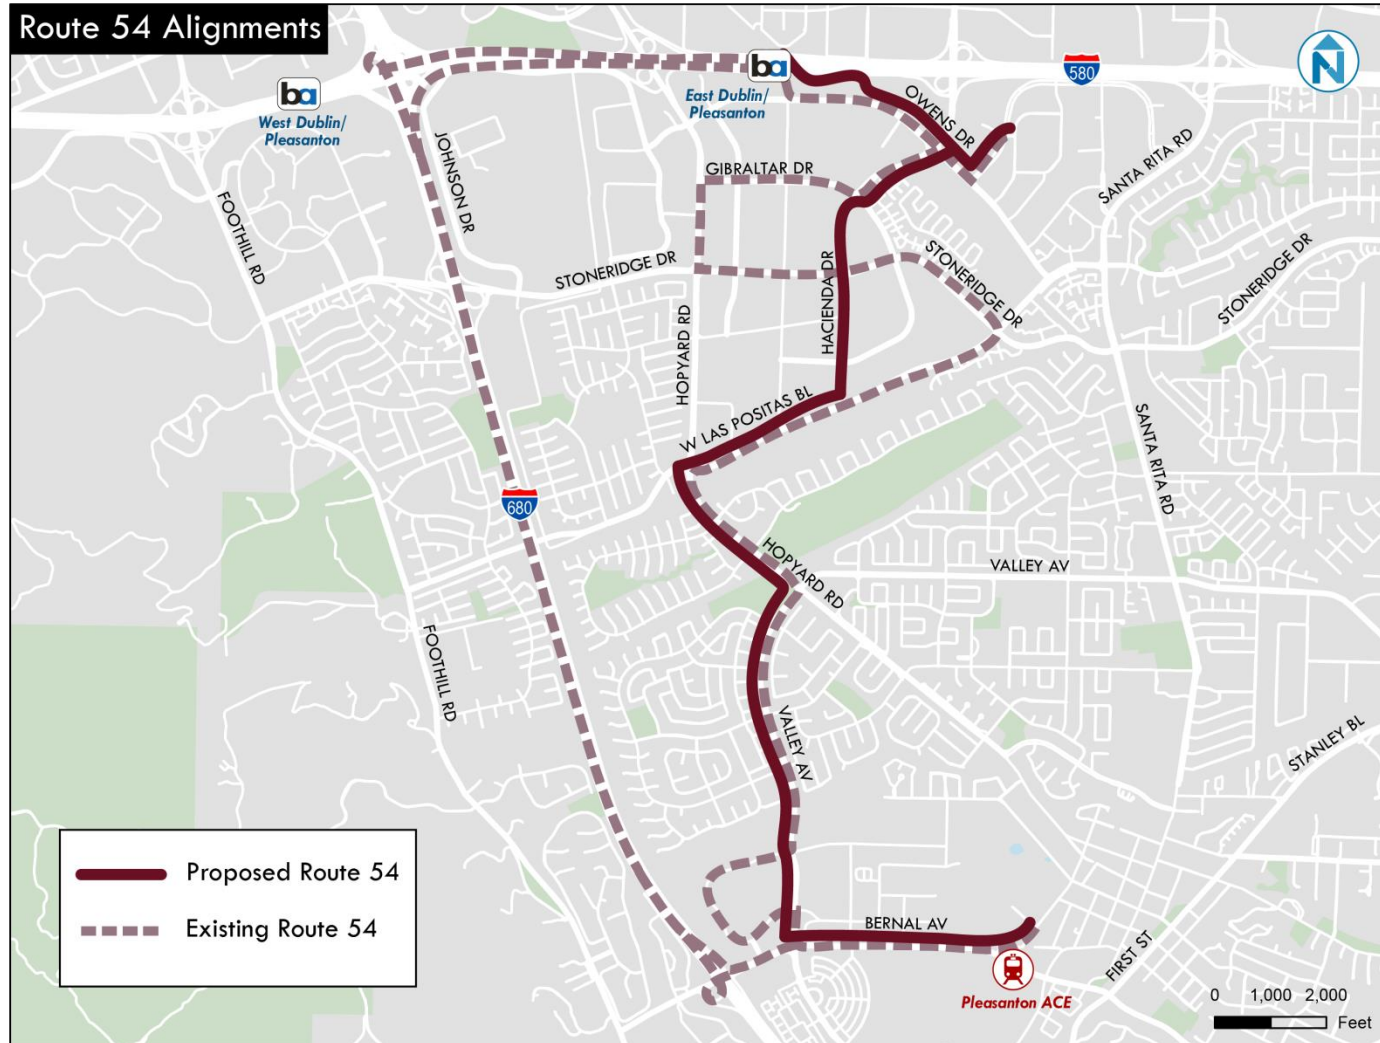 Route 54 Alignments
ba
West Dublin/
Pleasanton
ba
East Dublin/
Pleasanton
580
N
OWENS DR
SANTA RITA RD
JOHNSON DR
GIBRALTAR DR
FOOTHILL RD
STONERIDGE DR
STONERIDGE DR
STONERIDGE DR
HACIENDA DR
HOPYARD RD
W LAS POSITAS BL
SANTA RITA RD
680
HOPYARD RD
VALLEY AV
FOOTHILL RD
VALLEY AV
STANLEY BL
Proposed Route 54
Existing Route 54
BERNAL AV
FIRST ST
Pleasanton ACE
0 1,000 2,000
Feet